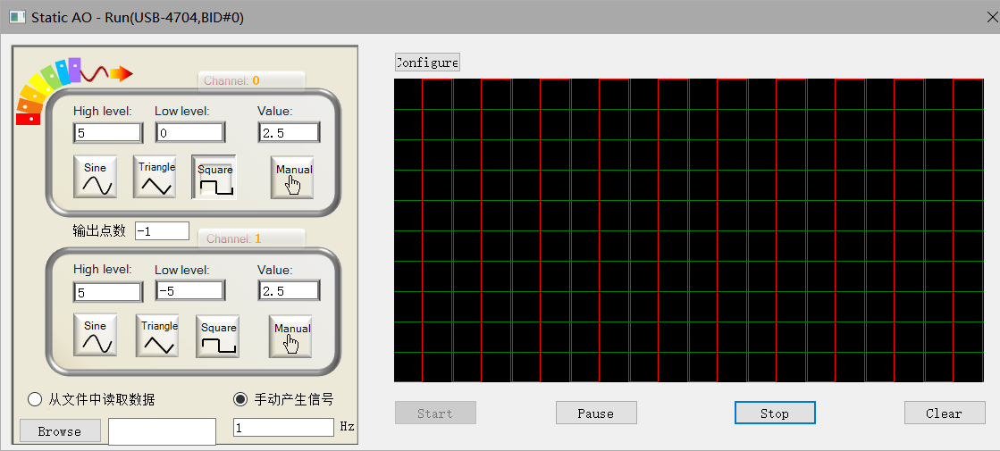 Static AO - Run(USB-4704,BID#0)
Configure
Channel: 0
High level: Low level: Value:
5 0 2.5
Sine Triangle Square Manual
输出点数 -1
Channel: 1
High level: Low level: Value:
5 -5 2.5
Sine Triangle Square Manual
从文件中读取数据 手动产生信号
Browse 1 Hz
Start Pause Stop Clear